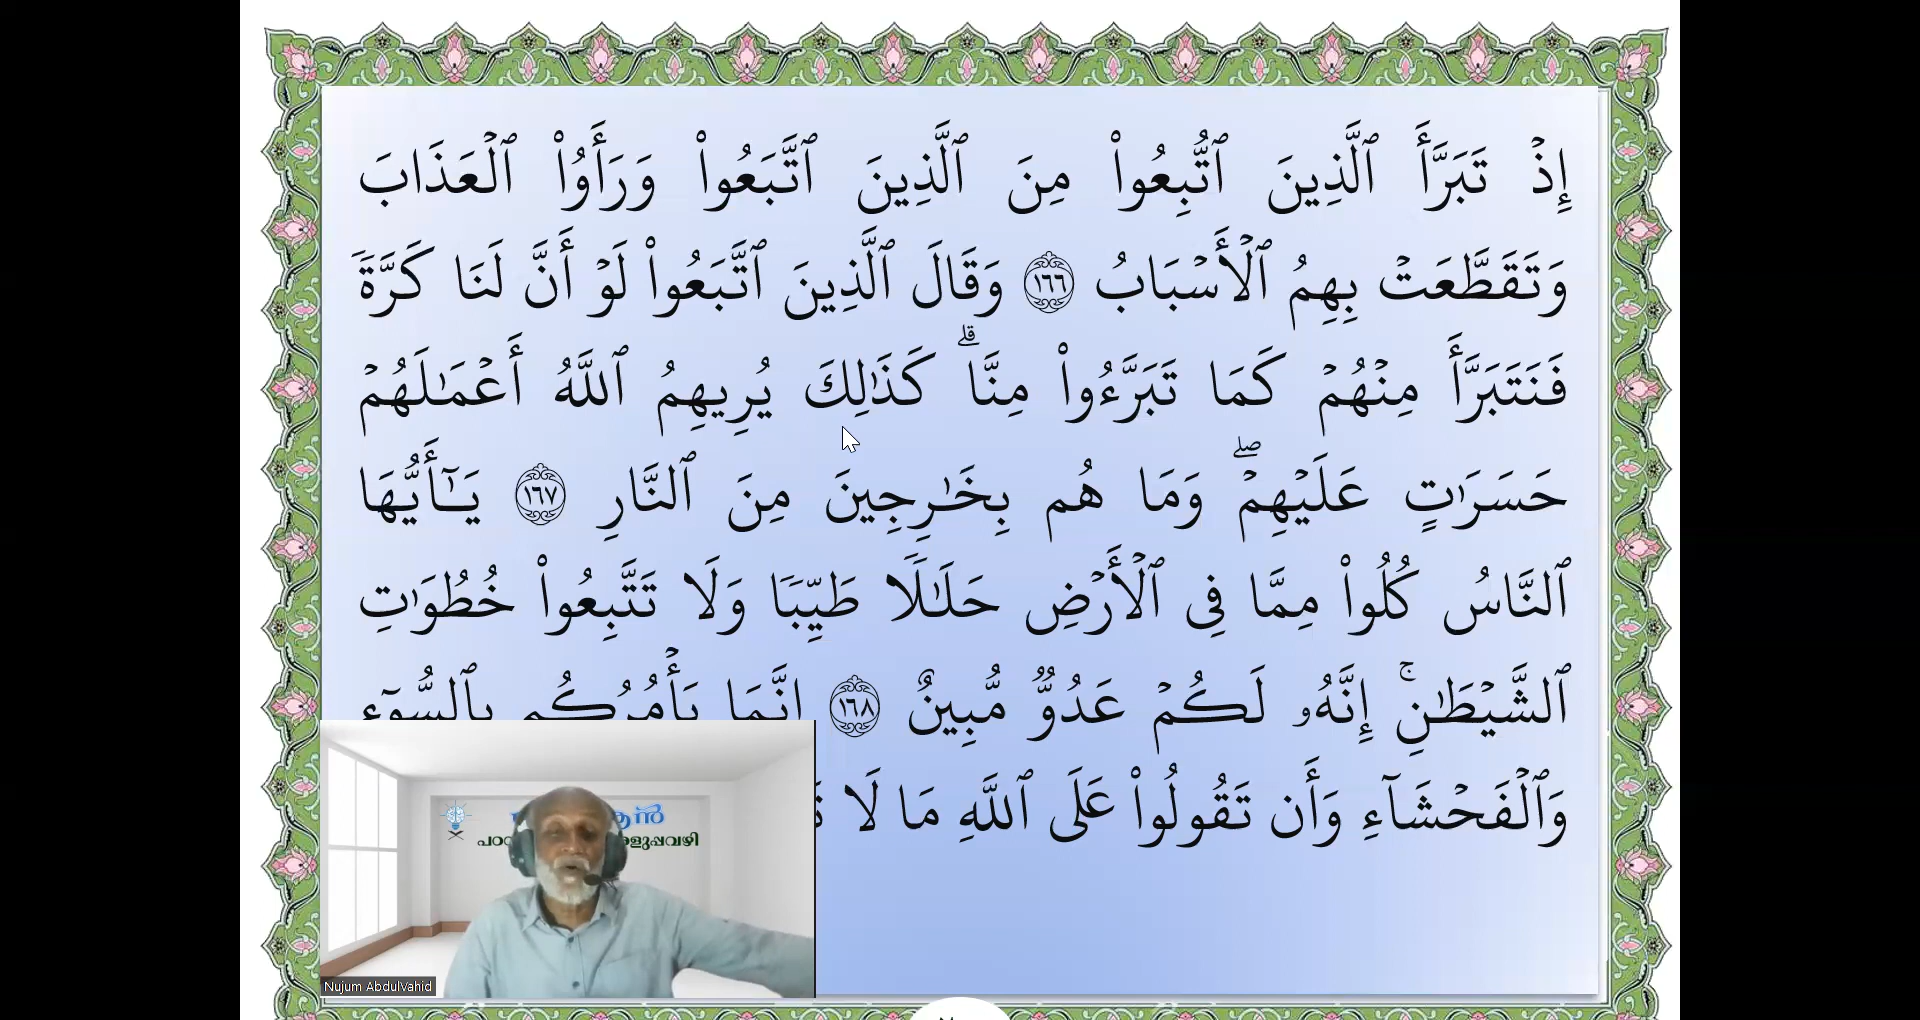 إِذْ تَبَرَّأَ ٱلَّذِينَ ٱتُّبِعُوا۟ مِنَ ٱلَّذِينَ ٱتَّبَعُوا۟ وَرَأَوُا۟ ٱلْعَذَابَ
وَتَقَطَّعَتْ بِهِمُ ٱلْأَسْبَابُ ١٦٦ وَقَالَ ٱلَّذِينَ ٱتَّبَعُوا۟ لَوْ أَنَّ لَنَا كَرَّةً
فَنَتَبَرَّأَ مِنْهُمْ كَمَا تَبَرَّءُوا۟ مِنَّا ۗ كَذَٰلِكَ يُرِيهِمُ ٱللَّهُ أَعْمَـٰلَهُمْ
حَسَرَٰتٍ عَلَيْهِمْ ۖ وَمَا هُم بِخَـٰرِجِينَ مِنَ ٱلنَّارِ ١٦٧ يَـٰٓأَيُّهَا
ٱلنَّاسُ كُلُوا۟ مِمَّا فِى ٱلْأَرْضِ حَلَـٰلًا طَيِّبًا وَلَا تَتَّبِعُوا۟ خُطُوَٰتِ
ٱلشَّيْطَـٰنِ ۚ إِنَّهُۥ لَكُمْ عَدُوٌّ مُّبِينٌ ١٦٨ إِنَّمَا يَأْمُرُكُم بِٱلسُّوٓءِ
وَٱلْفَحْشَآءِ وَأَن تَقُولُوا۟ عَلَى ٱللَّهِ مَا لَا
Nujum AbdulVahid